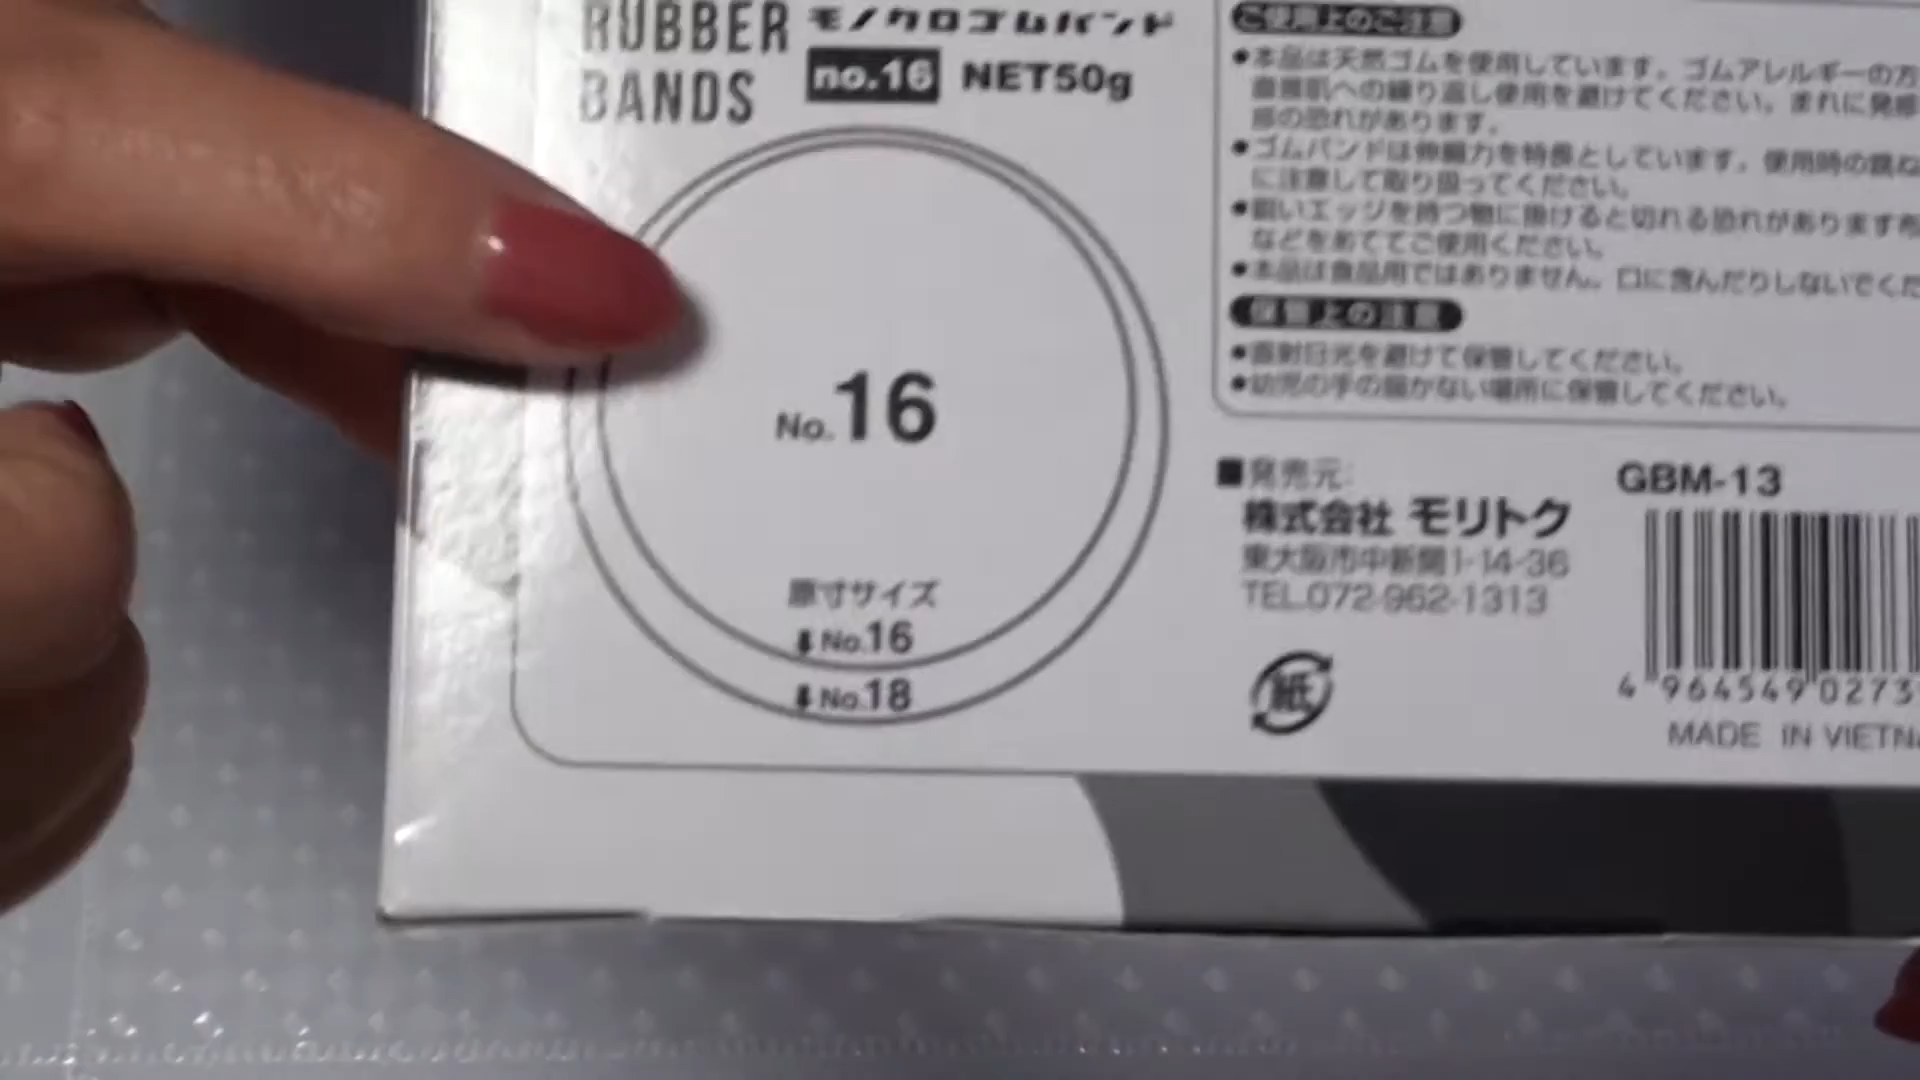 RUBBER BANDS
モノクロゴムバンド
no.16 NET50g
No.16
原寸サイズ
No.16
No.18
ご使用上のご注意
●本品は天然ゴムを使用しています。ゴムアレルギーの方
直接肌への繰り返し使用を避けてください。まれに発
の恐れがあります。
●ゴムバンドは伸縮力を特長としています。使用時の跳ね
に注意して取り扱ってください。
●鋭いエッジを持つ物に掛けると切れる恐れがあります布
などをあててご使用ください。
●本品は食品用ではありません。口に含んだりしないでくだ
保管上の注意
●直射日光を避けて保管してください。
●幼児の手の届かない場所に保管してください。
■発売元:
株式会社 モリトク
東大阪市中新開1-14-36
TEL.072-962-1313
紙
GBM-13
4 964549 0273
MADE IN VIETN